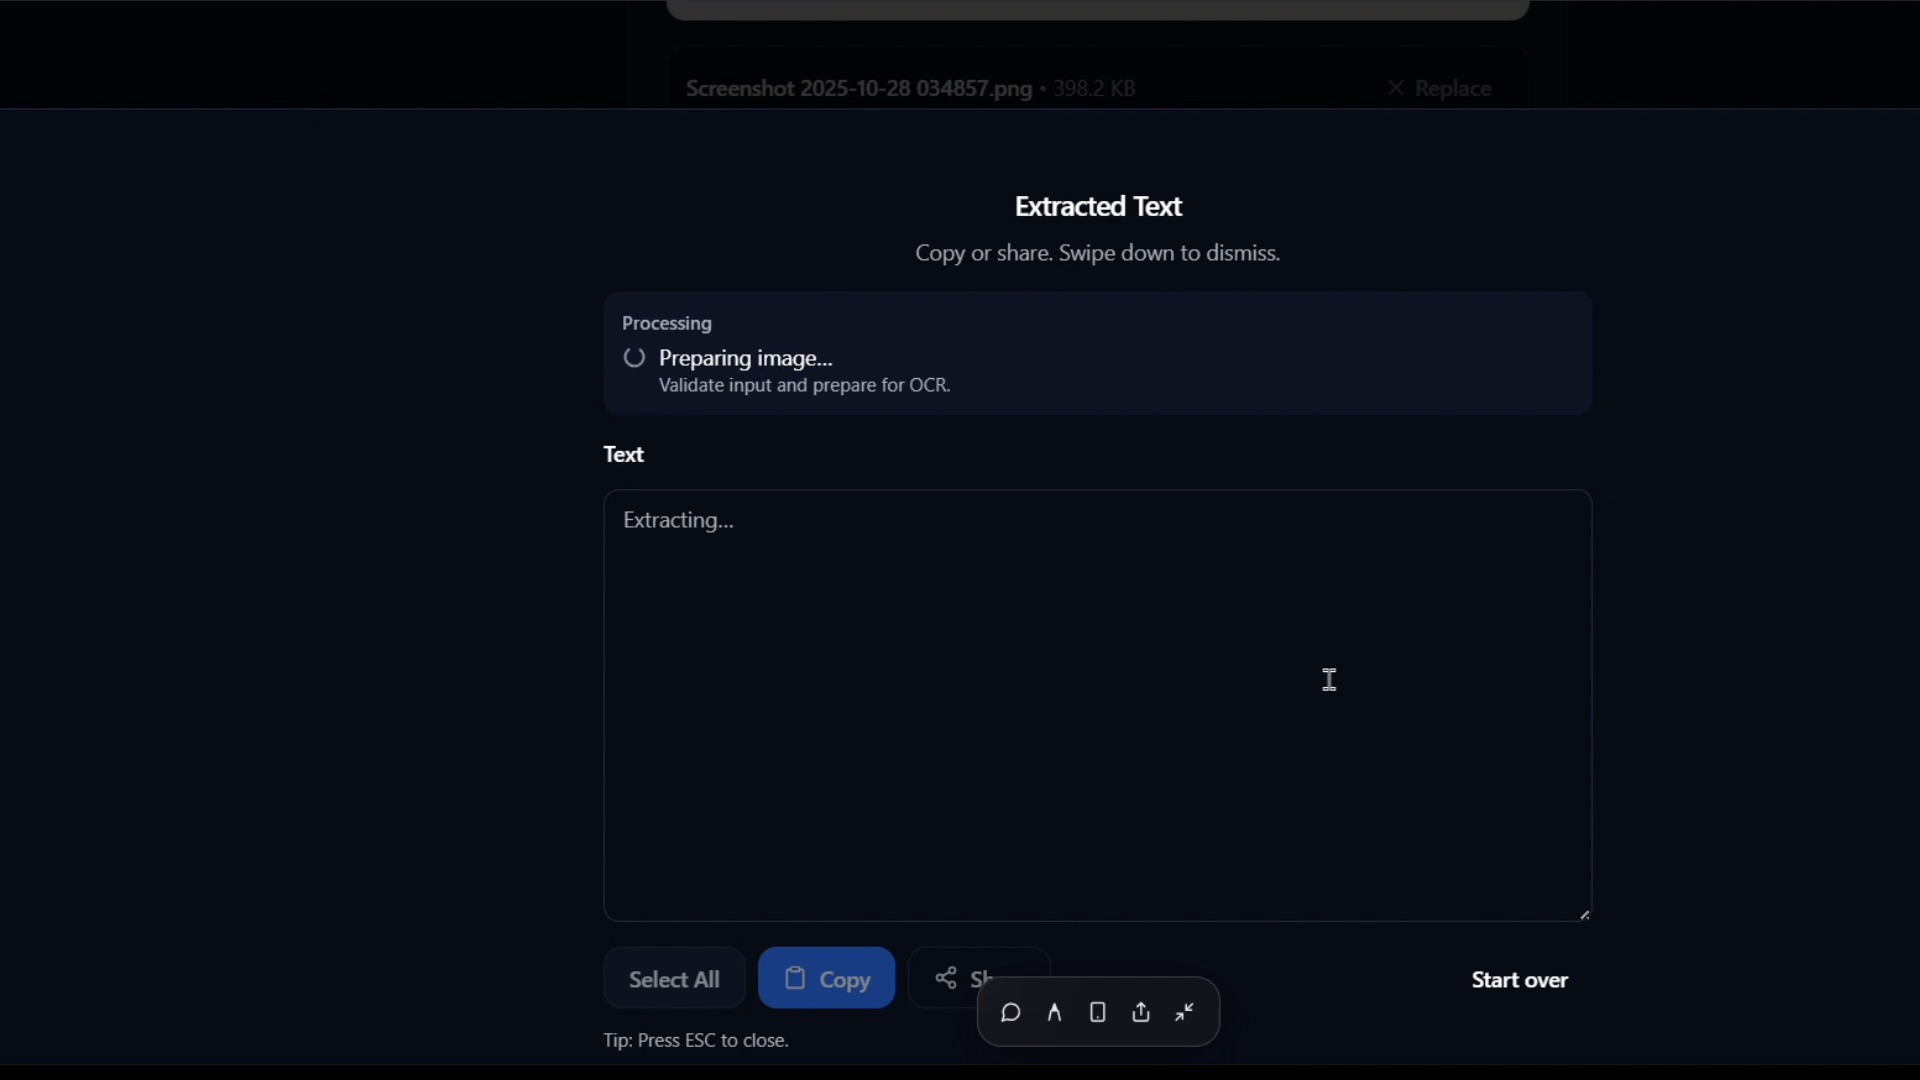 Screenshot 2025-10-28 034857.png • 398.2 KB
Replace
Extracted Text
Copy or share. Swipe down to dismiss.
Processing
Preparing image...
Validate input and prepare for OCR.
Text
Extracting...
Select All
Copy
Start over
Tip: Press ESC to close.